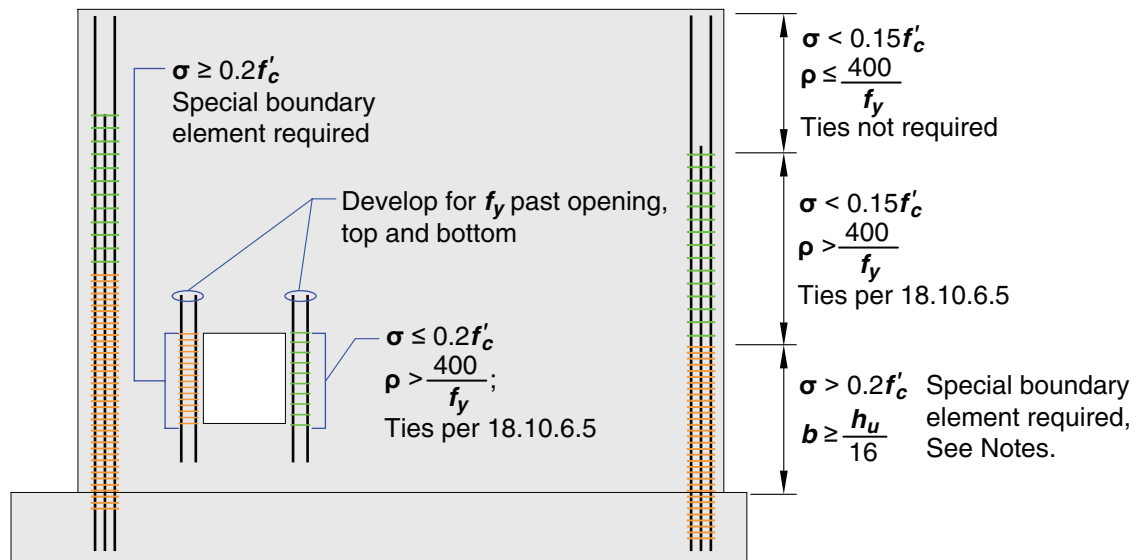 σ ≥ 0.2f′c
Special boundary
element required
Develop for fy past opening,
top and bottom
σ ≤ 0.2f′c
ρ > 400/fy;
Ties per 18.10.6.5
σ < 0.15f′c
ρ ≤ 400/fy
Ties not required
σ < 0.15f′c
ρ > 400/fy
Ties per 18.10.6.5
σ > 0.2f′c Special boundary
element required,
b ≥ hu/16
See Notes.